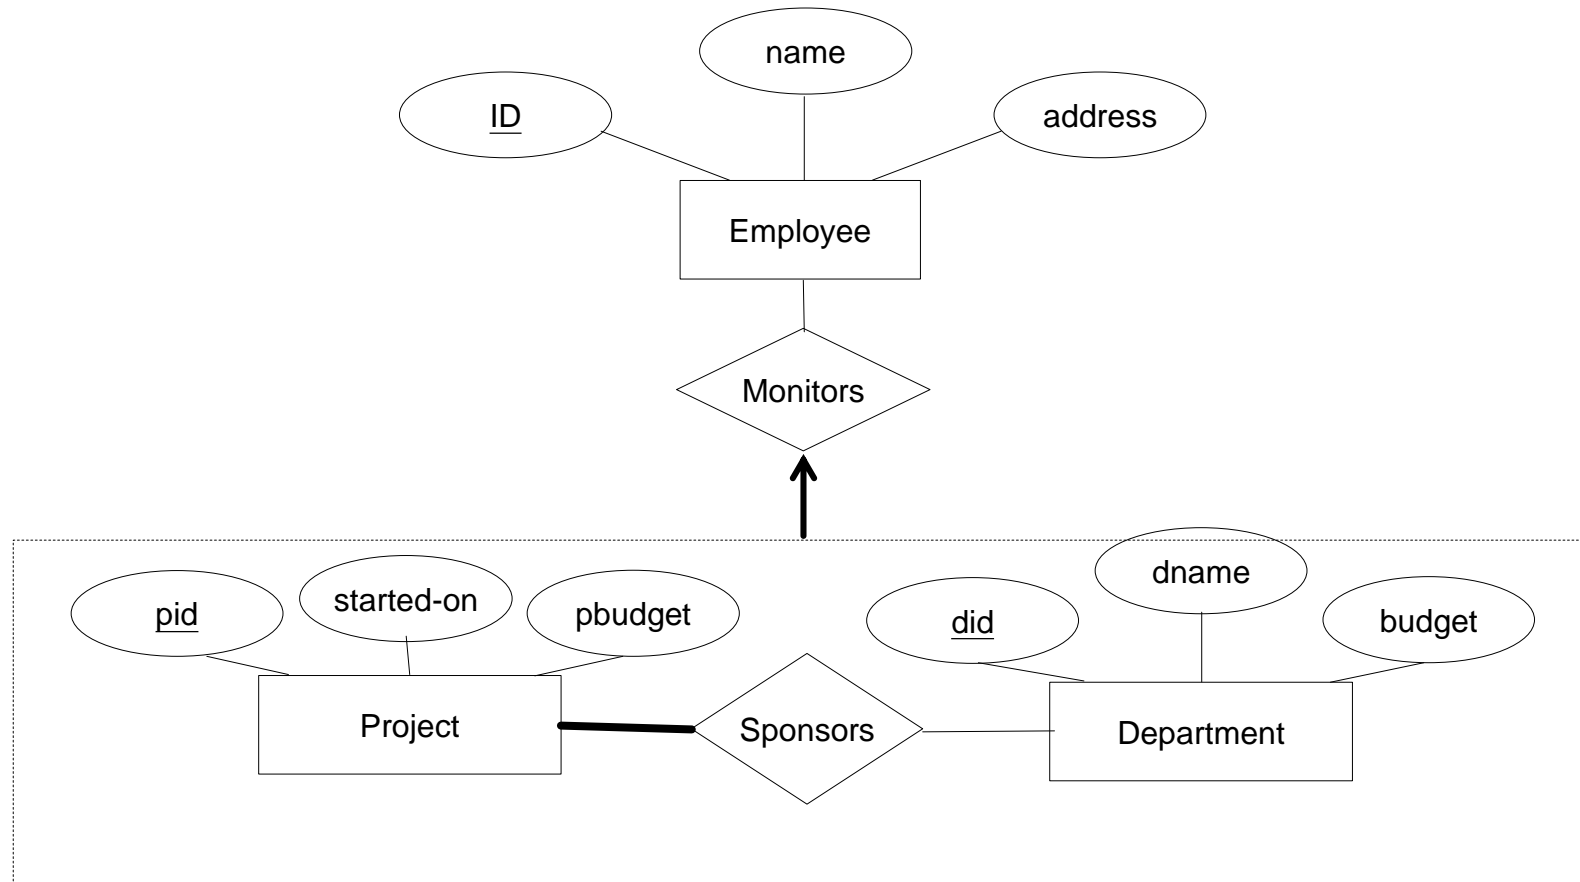 name
ID
address
Employee
Monitors
dname
started-on
pid
pbudget
did
budget
Project
Sponsors
Department